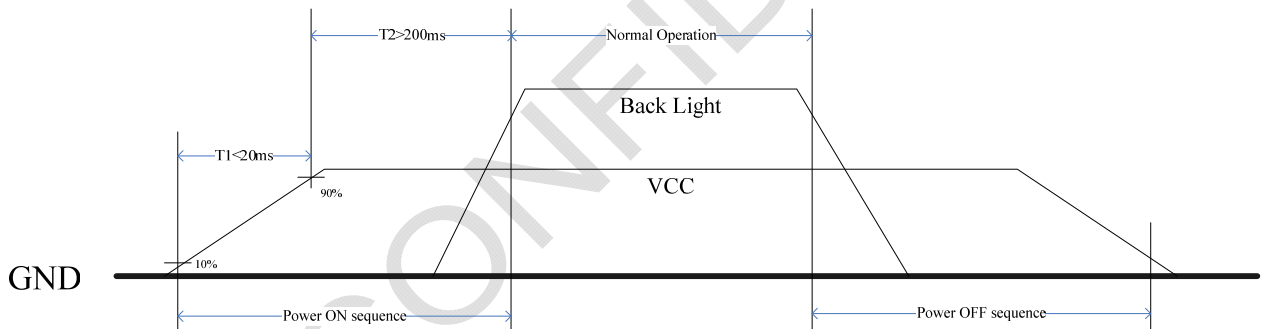 T2>200ms
Normal Operation
Back Light
T1<20ms
90%
VCC
10%
GND
Power ON sequence
Power OFF sequence
CONFID